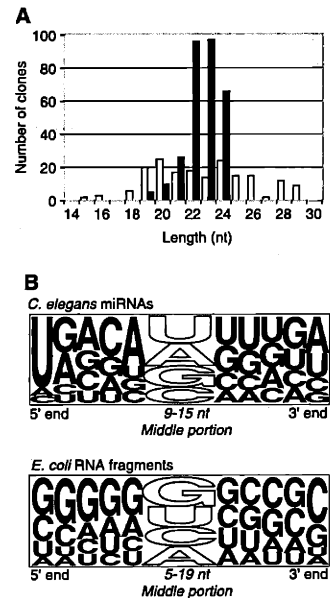 A
Number of clones
100
80
60
40
20
0
14 16 18 20 22 24 26 28 30
Length (nt)
B
C. elegans miRNAs
UGACA U UUUGA
5' end 9-15 nt 3' end
Middle portion
E. coli RNA fragments
GGGGG G GCCGC
5' end 5-19 nt 3' end
Middle portion